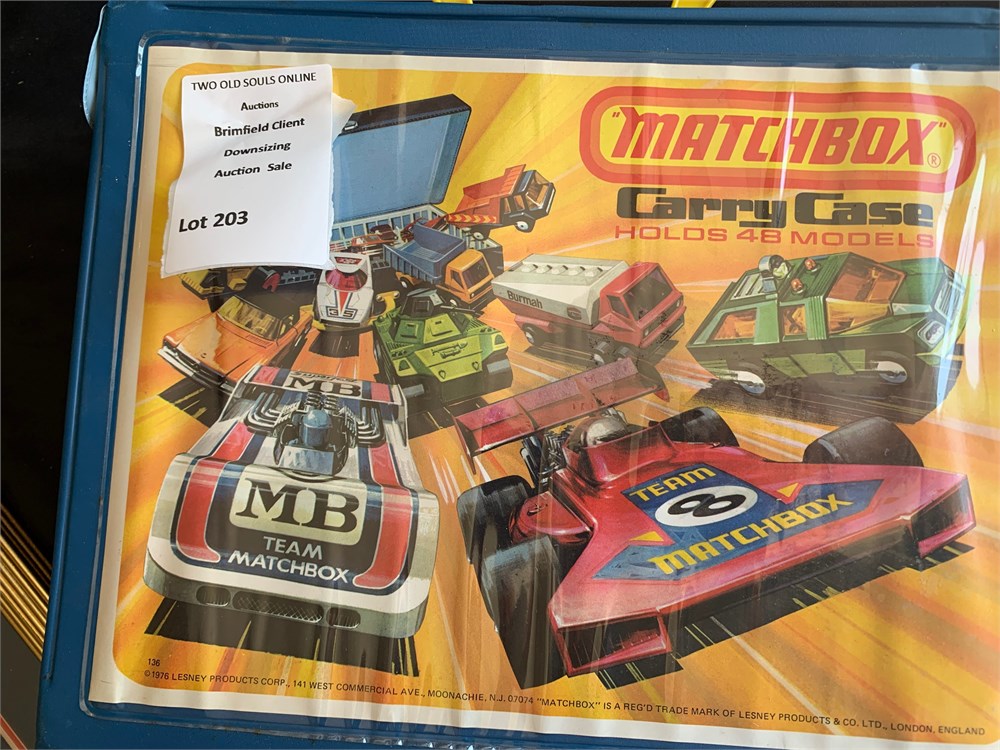 TWO OLD SOULS ONLINE
Auctions
Brimfield Client
Downsizing
Auction Sale
Lot 203
"MATCHBOX"®
Carry Case
HOLDS 48 MODELS
Burmah
35
MB
MB
TEAM
MATCHBOX
TEAM
8
MATCHBOX
136
©1976 LESNEY PRODUCTS CORP., 141 WEST COMMERCIAL AVE., MOONACHIE, N.J. 07074 "MATCHBOX" IS A REG'D TRADE MARK OF LESNEY PRODUCTS & CO. LTD., LONDON, ENGLAND